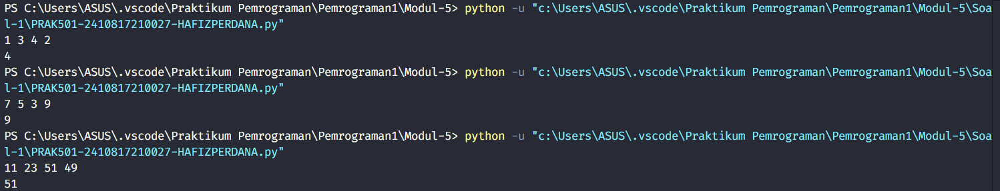 PS C:\Users\ASUS\.vscode\Praktikum Pemrograman\Pemrograman1\Modul-5> python -u "c:\Users\ASUS\.vscode\Praktikum Pemrograman\Pemrograman1\Modul-5\Soa
l-1\PRAK501-2410817210027-HAFIZPERDANA.py"
1 3 4 2
4
PS C:\Users\ASUS\.vscode\Praktikum Pemrograman\Pemrograman1\Modul-5> python -u "c:\Users\ASUS\.vscode\Praktikum Pemrograman\Pemrograman1\Modul-5\Soa
l-1\PRAK501-2410817210027-HAFIZPERDANA.py"
7 5 3 9
9
PS C:\Users\ASUS\.vscode\Praktikum Pemrograman\Pemrograman1\Modul-5> python -u "c:\Users\ASUS\.vscode\Praktikum Pemrograman\Pemrograman1\Modul-5\Soa
l-1\PRAK501-2410817210027-HAFIZPERDANA.py"
11 23 51 49
51